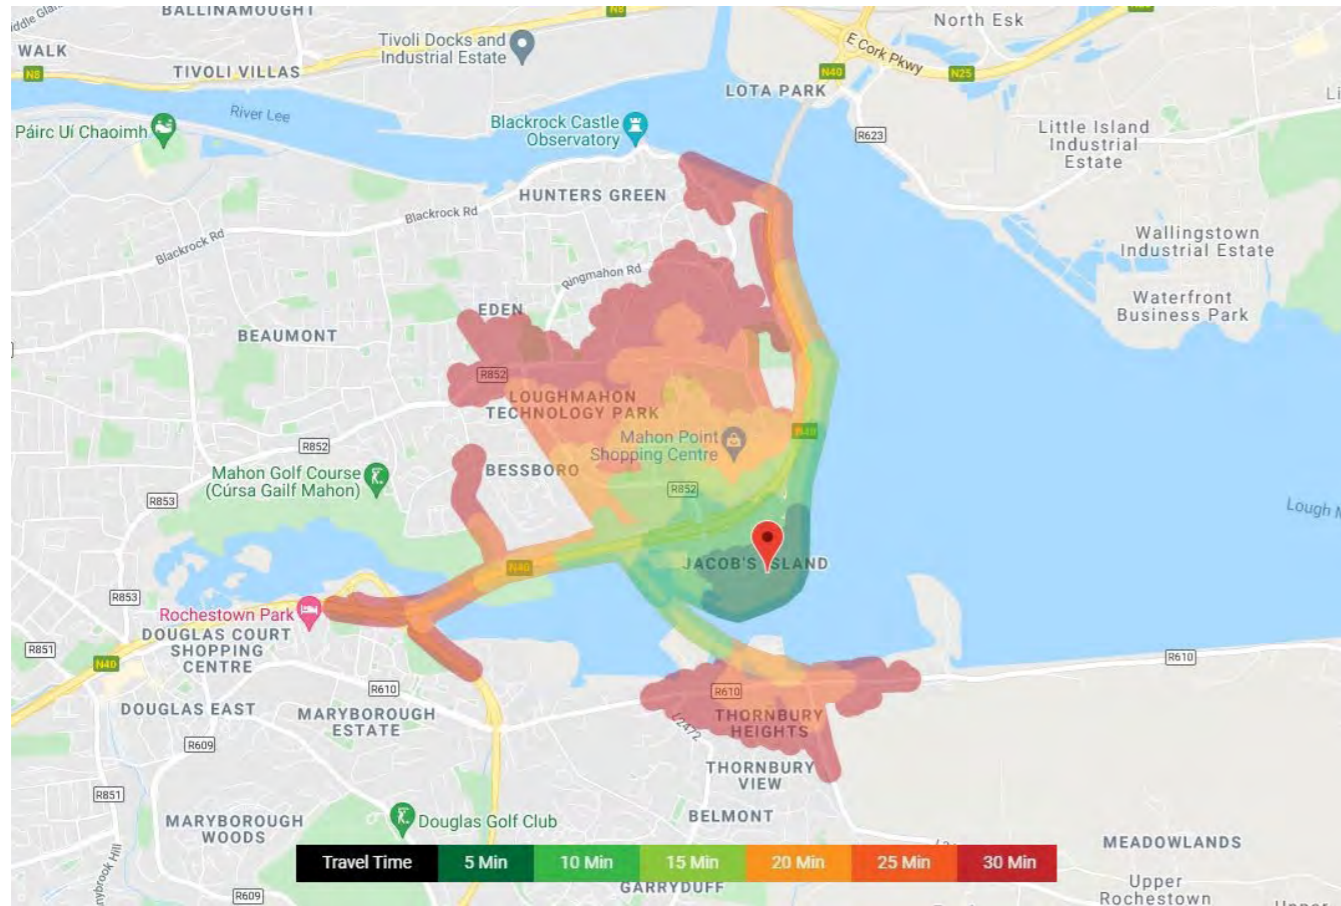 BALLINAMOUGHT
N8
North Esk
WALK
Tivoli Docks and
Industrial Estate
E Cork Pkwy
N8
TIVOLI VILLAS
N40
N25
LOTA PARK
River Lee
Páirc Uí Chaoimh
Blackrock Castle
Observatory
R623
Little Island
Industrial
Estate
HUNTERS GREEN
Blackrock Rd
Blackrock Rd
Wallingstown
Industrial Estate
Ringmahon Rd
Waterfront
Business Park
EDEN
BEAUMONT
R852
LOUGHMAHON
TECHNOLOGY PARK
Mahon Point
Shopping Centre
N40
R852
BESSBORO
Mahon Golf Course
(Cúrsa Gailf Mahon)
R853
R852
Lough
JACOB'S ISLAND
N40
R853
Rochestown Park
DOUGLAS COURT
SHOPPING
CENTRE
R851
N40
R610
R610
R610
DOUGLAS EAST
MARYBOROUGH
ESTATE
THORNBURY
HEIGHTS
L2472
R609
THORNBURY
VIEW
R851
BELMONT
MARYBOROUGH
WOODS
Douglas Golf Club
MEADOWLANDS
Travel Time 5 Min 10 Min 15 Min 20 Min 25 Min 30 Min
GARRYDUFF
Upper
Rochestown
R609